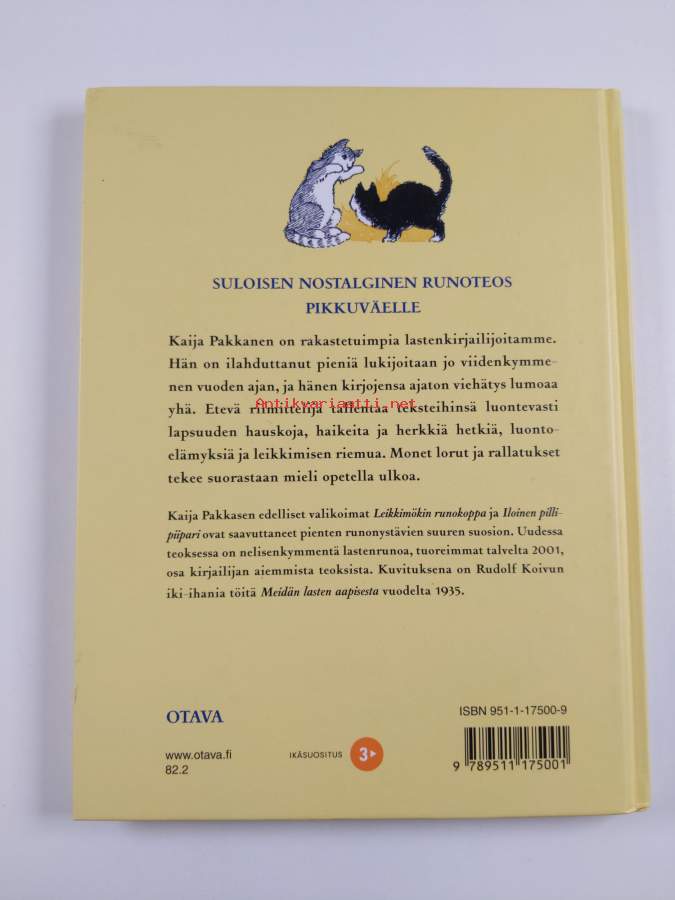 SULOISEN NOSTALGINEN RUNOTEOS
PIKKUVÄELLE
Kaija Pakkanen on rakastetuimpia lastenkirjailijoitamme.
Hän on ilahduttanut pieniä lukijoitaan jo viidenkymme-
nen vuoden ajan, ja hänen kirjojensa ajaton viehätys lumoaa
yhä. Etevä riimittelijä tallentaa teksteihinsä luontevasti
Antikvariaatti.net
lapsuuden hauskoja, haikeita ja herkkiä hetkiä, luonto-
elämyksiä ja leikkimisen riemua. Monet lorut ja rallatukset
tekee suorastaan mieli opetella ulkoa.
Kaija Pakkasen edelliset valikoimat Leikkimökin runokoppa ja Iloinen pilli-
piipari ovat saavuttaneet pienten runonystävien suuren suosion. Uudessa
teoksessa on nelisenkymmentä lastenrunoa, tuoreimmat talvelta 2001,
osa kirjailijan aiemmista teoksista. Kuvituksena on Rudolf Koivun
iki-ihania töitä Meidän lasten aapisesta vuodelta 1935.
OTAVA
www.otava.fi
82.2
IKÄSUOSITUS 3
ISBN 951-1-17500-9
9 789511 175001